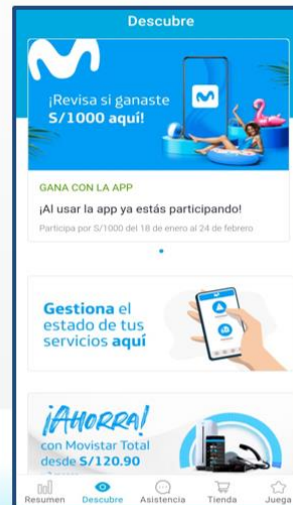 Descubre
¡Revisa si ganaste
S/1000 aquí!
GANA CON LA APP
¡Al usar la app ya estás participando!
Participa por S/1000 del 18 de enero al 24 de febrero
Gestiona el
estado de tus
servicios aquí
¡AHORRA!
con Movistar Total
desde S/120.90
Resumen Descubre Asistencia Tienda Juega